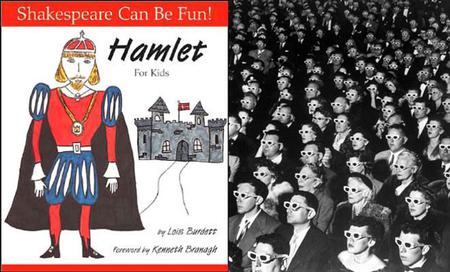 Shakespeare Can Be Fun!
Hamlet
For Kids
by Lois Burdett
Foreword by Kenneth Branagh